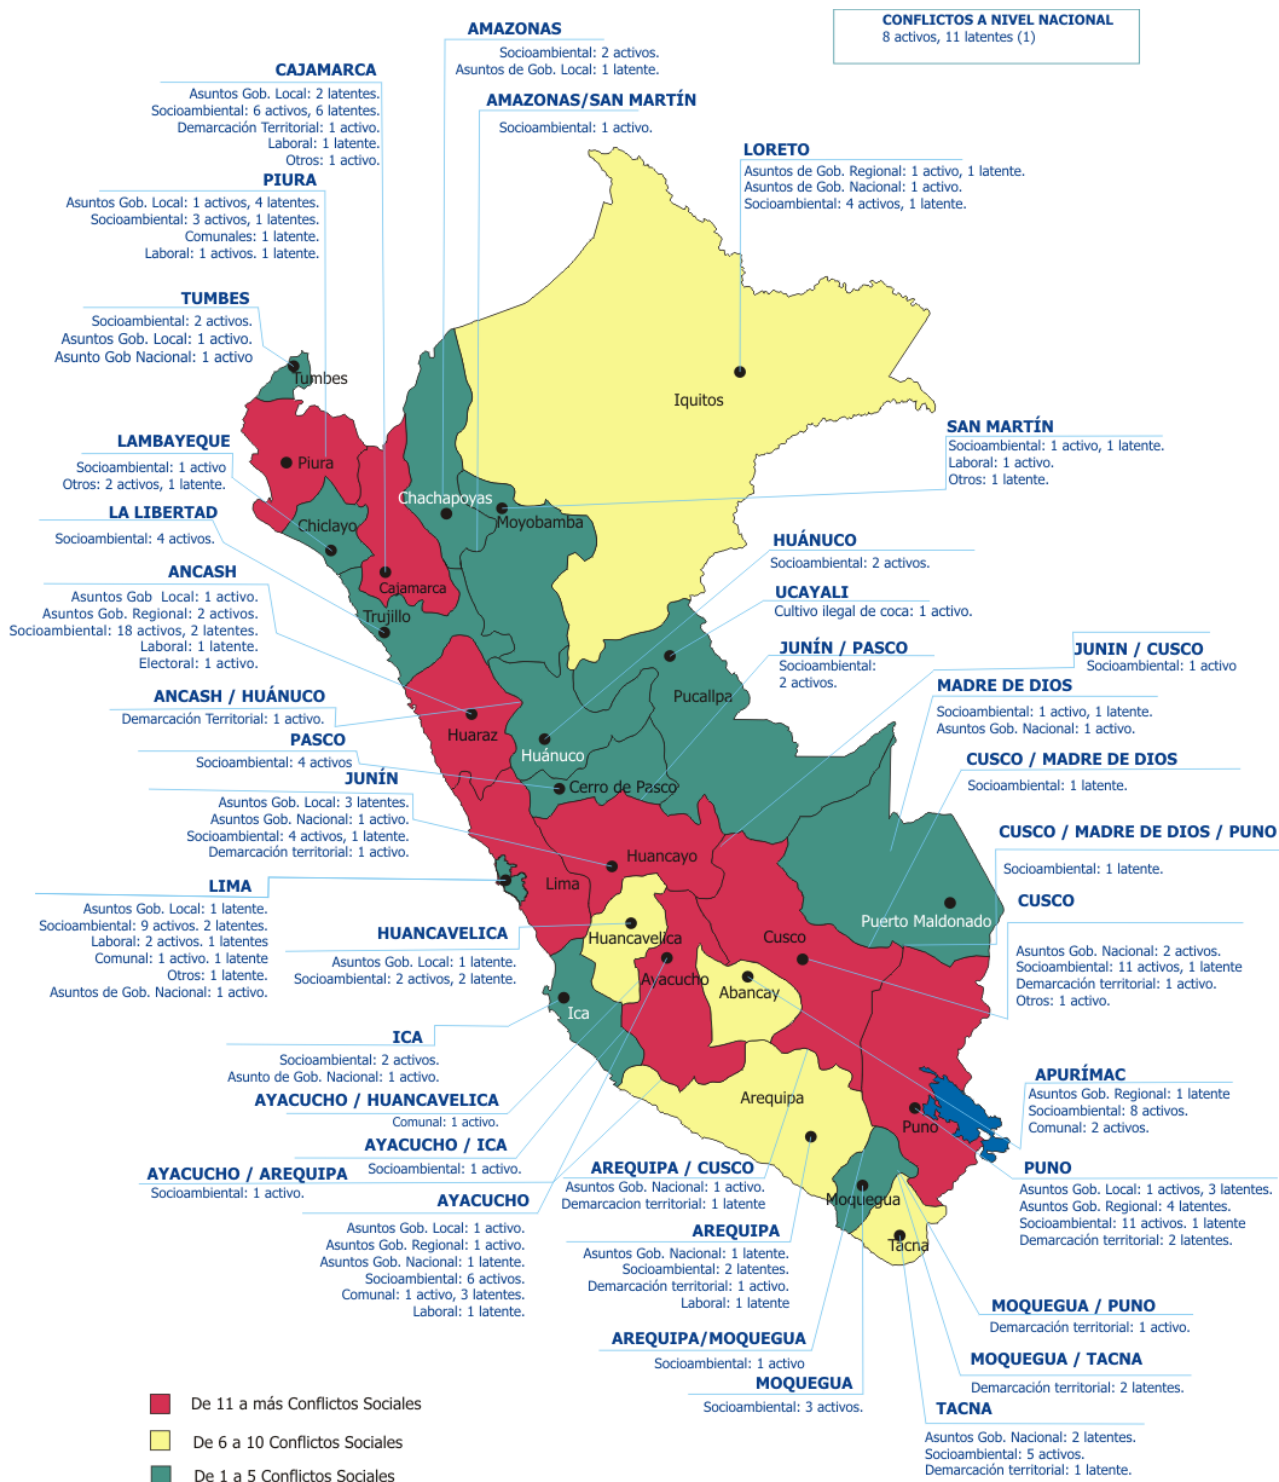 CONFLICTOS A NIVEL NACIONAL
8 activos, 11 latentes (1)
AMAZONAS
Socioambiental: 2 activos.
Asuntos de Gob. Local: 1 latente.
CAJAMARCA
Asuntos Gob. Local: 2 latentes.
Socioambiental: 6 activos, 6 latentes.
Demarcación Territorial: 1 activo.
Laboral: 1 latente.
Otros: 1 activo.
AMAZONAS/SAN MARTÍN
Socioambiental: 1 activo.
LORETO
Asuntos de Gob. Regional: 1 activo, 1 latente.
Asuntos de Gob. Nacional: 1 activo.
Socioambiental: 4 activos, 1 latente.
PIURA
Asuntos Gob. Local: 1 activos, 4 latentes.
Socioambiental: 3 activos, 1 latentes.
Comunales: 1 latente.
Laboral: 1 activos. 1 latente.
TUMBES
Socioambiental: 2 activos.
Asuntos Gob. Local: 1 activo.
Asunto Gob Nacional: 1 activo
Tumbes
Iquitos
LAMBAYEQUE
Socioambiental: 1 activo
Otros: 2 activos, 1 latente.
Piura
SAN MARTÍN
Socioambiental: 1 activo, 1 latente.
Laboral: 1 activo.
Otros: 1 latente.
Chachapoyas
Moyobamba
Chiclayo
LA LIBERTAD
Socioambiental: 4 activos.
HUÁNUCO
Socioambiental: 2 activos.
ANCASH
Asuntos Gob Local: 1 activo.
Asuntos Gob. Regional: 2 activos.
Socioambiental: 18 activos, 2 latentes.
Laboral: 1 latente.
Electoral: 1 activo.
Cajamarca
Trujillo
UCAYALI
Cultivo ilegal de coca: 1 activo.
JUNÍN / PASCO
Socioambiental:
2 activos.
JUNIN / CUSCO
Socioambiental: 1 activo
Pucallpa
MADRE DE DIOS
Socioambiental: 1 activo, 1 latente.
Asuntos Gob. Nacional: 1 activo.
ANCASH / HUÁNUCO
Demarcación Territorial: 1 activo.
Huaraz
Huánuco
PASCO
Socioambiental: 4 activos
CUSCO / MADRE DE DIOS
Socioambiental: 1 latente.
Cerro de Pasco
JUNÍN
Asuntos Gob. Local: 3 latentes.
Asuntos Gob. Nacional: 1 activo.
Socioambiental: 4 activos, 1 latente.
Demarcación territorial: 1 activo.
CUSCO / MADRE DE DIOS / PUNO
Socioambiental: 1 latente.
Huancayo
Lima
LIMA
Asuntos Gob. Local: 1 latente.
Socioambiental: 9 activos. 2 latentes.
Laboral: 2 activos. 1 latentes
Comunal: 1 activo. 1 latente
Otros: 1 latente.
Asuntos de Gob. Nacional: 1 activo.
Puerto Maldonado
CUSCO
Asuntos Gob. Nacional: 2 activos.
Socioambiental: 11 activos, 1 latente
Demarcación territorial: 1 activo.
Otros: 1 activo.
HUANCAVELICA
Asuntos Gob. Local: 1 latente.
Socioambiental: 2 activos, 2 latente.
Huancavelica
Cusco
Ayacucho
Abancay
Ica
ICA
Socioambiental: 2 activos.
Asunto de Gob. Nacional: 1 activo.
APURÍMAC
Asuntos Gob. Regional: 1 latente
Socioambiental: 8 activos.
Comunal: 2 activos.
AYACUCHO / HUANCAVELICA
Comunal: 1 activo.
Arequipa
Puno
AYACUCHO / ICA
Socioambiental: 1 activo.
AYACUCHO / AREQUIPA
Socioambiental: 1 activo.
AREQUIPA / CUSCO
Asuntos Gob. Nacional: 1 activo.
Demarcacion territorial: 1 latente
PUNO
Asuntos Gob. Local: 1 activos, 3 latentes.
Asuntos Gob. Regional: 4 latentes.
Socioambiental: 11 activos. 1 latente
Demarcación territorial: 2 latentes.
Moquegua
AYACUCHO
Asuntos Gob. Local: 1 activo.
Asuntos Gob. Regional: 1 activo.
Asuntos Gob. Nacional: 1 latente.
Socioambiental: 6 activos.
Comunal: 1 activo, 3 latentes.
Laboral: 1 latente.
AREQUIPA
Asuntos Gob. Nacional: 1 latente.
Socioambiental: 2 latentes.
Demarcación territorial: 1 activo.
Laboral: 1 latente
Tacna
MOQUEGUA / PUNO
Demarcación territorial: 1 activo.
AREQUIPA/MOQUEGUA
Socioambiental: 1 activo
MOQUEGUA / TACNA
Demarcación territorial: 2 latentes.
MOQUEGUA
Socioambiental: 3 activos.
TACNA
Asuntos Gob. Nacional: 2 latentes.
Socioambiental: 5 activos.
Demarcación territorial: 1 latente.
De 11 a más Conflictos Sociales
De 6 a 10 Conflictos Sociales
De 1 a 5 Conflictos Sociales